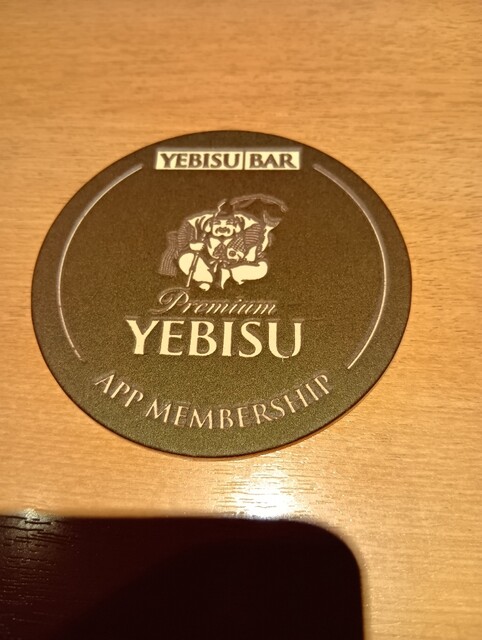 YEBISU BAR
Premium
YEBISU
APP MEMBERSHIP